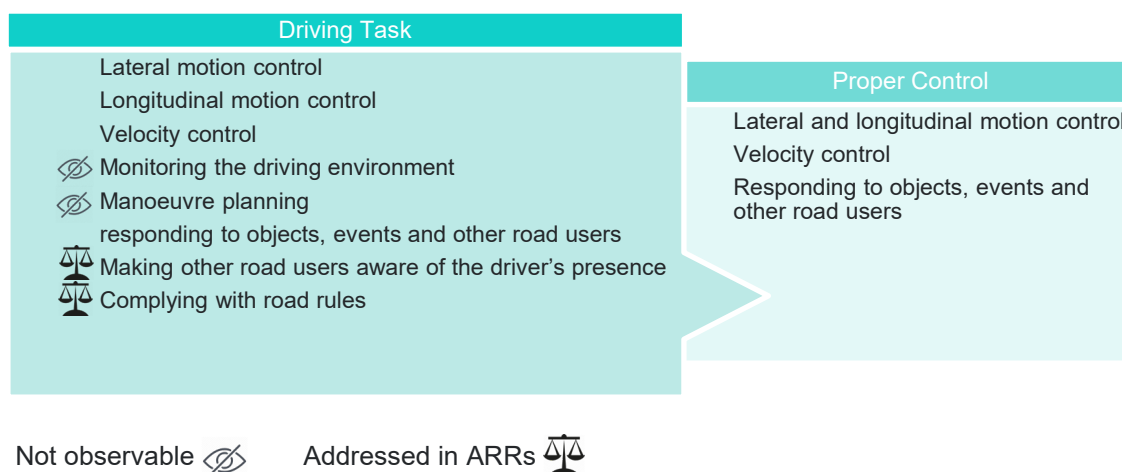 Driving Task
Lateral motion control
Longitudinal motion control
Velocity control
Monitoring the driving environment
Manoeuvre planning
responding to objects, events and other road users
Making other road users aware of the driver’s presence
Complying with road rules
Proper Control
Lateral and longitudinal motion control
Velocity control
Responding to objects, events and
other road users
Not observable
Addressed in ARRs